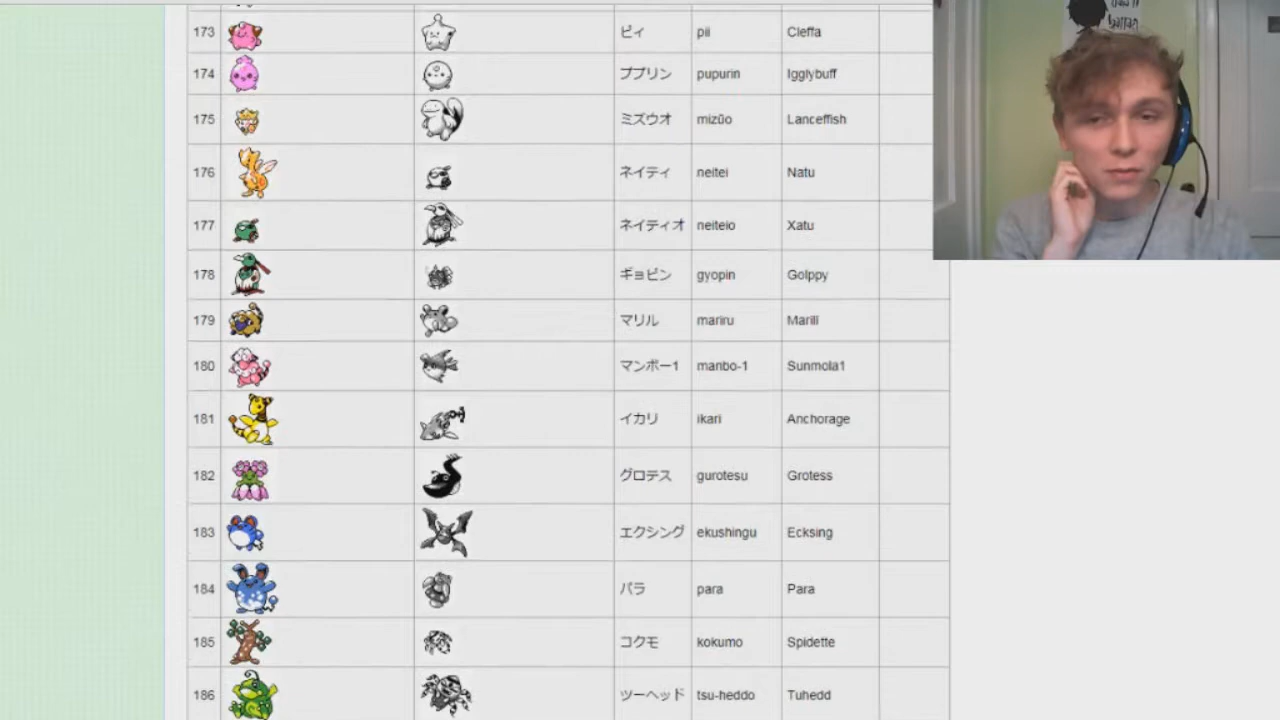 173 ピィ pii Cleffa
174 ププリン pupurin Igglybuff
175 ミズウオ mizūo Lanceffish
176 ネイティ neitei Natu
177 ネイティオ neiteio Xatu
178 ギョピン gyopin Golppy
179 マリル mariru Marill
180 マンボー1 manbo-1 Sunmola1
181 イカリ ikari Anchorage
182 グロテス gurotesu Grotess
183 エクシング ekushingu Ecksing
184 パラ para Para
185 コクモ kokumo Spidette
186 ツーヘッド tsu-heddo Tuhedd